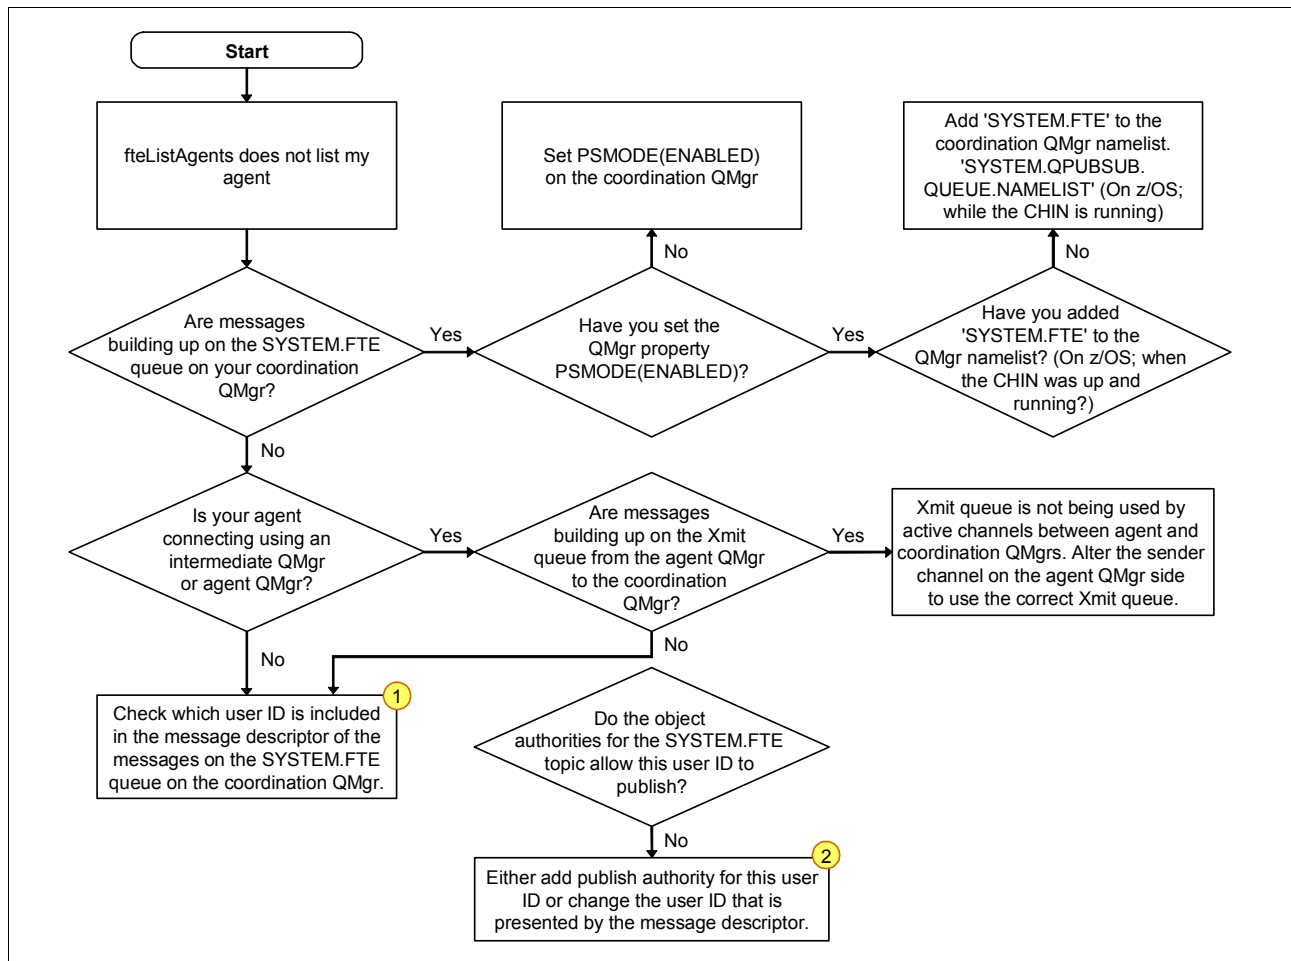 Start
fteListAgents does not list my
agent
Set PSMODE(ENABLED)
on the coordination QMgr
Add 'SYSTEM.FTE' to the
coordination QMgr namelist.
'SYSTEM.QPUBSUB.
QUEUE.NAMELIST' (On z/OS;
while the CHIN is running)
No
No
Are messages
building up on the SYSTEM.FTE
queue on your coordination
QMgr?
Yes
Have you set the
QMgr property
PSMODE(ENABLED)?
Yes
Have you added
'SYSTEM.FTE' to the
QMgr namelist? (On z/OS; when
the CHIN was up and
running?)
No
Is your agent
connecting using an
intermediate QMgr
or agent QMgr?
Yes
Are messages
building up on the Xmit
queue from the agent QMgr
to the coordination
QMgr?
Yes
Xmit queue is not being used by
active channels between agent and
coordination QMgrs. Alter the sender
channel on the agent QMgr side
to use the correct Xmit queue.
No
No
1
Check which user ID is included
in the message descriptor of the
messages on the SYSTEM.FTE
queue on the coordination QMgr.
Do the object
authorities for the SYSTEM.FTE
topic allow this user ID to
publish?
No
2
Either add publish authority for this user
ID or change the user ID that is
presented by the message descriptor.